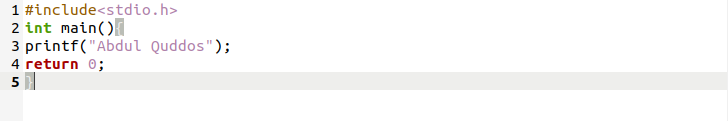 1 #include<stdio.h>
2 int main(){
3 printf("Abdul Quddos");
4 return 0;
5 }